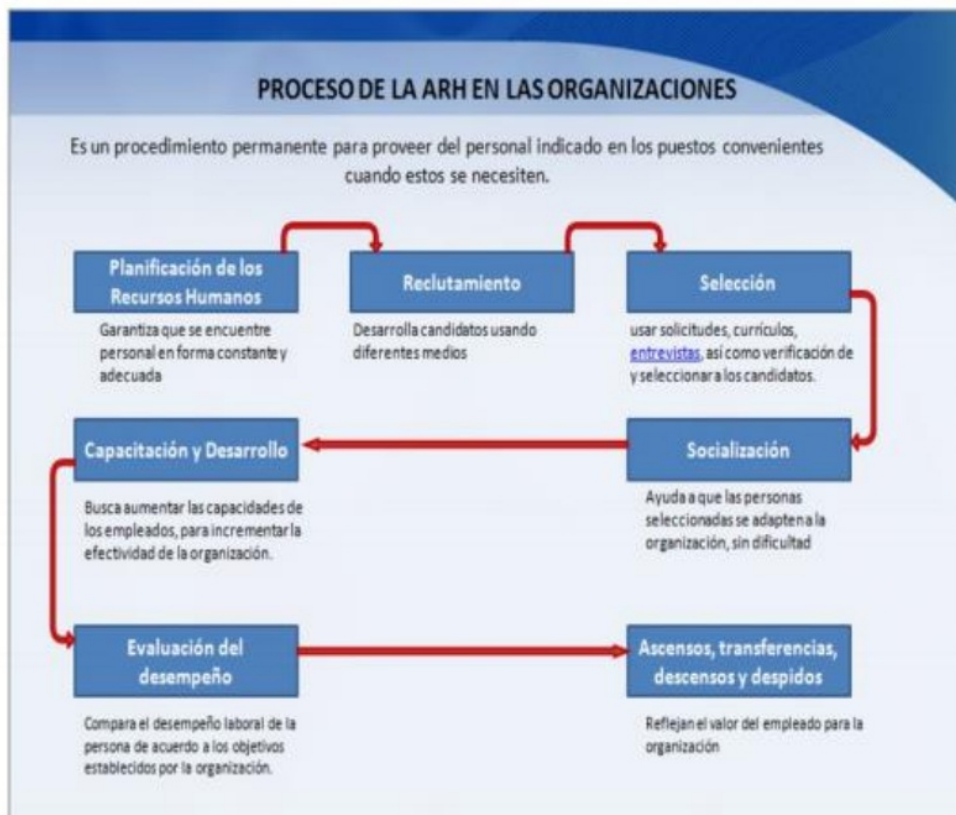 PROCESO DE LA ARH EN LAS ORGANIZACIONES
Es un procedimiento permanente para proveer del personal indicado en los puestos convenientes
cuando estos se necesiten.
Planificación de los
Recursos Humanos
Garantiza que se encuentre
personal en forma constante y
adecuada
Reclutamiento
Desarrolla candidatos usando
diferentes medios
Selección
usar solicitudes, currículos,
entrevistas, así como verificación de
y seleccionar a los candidatos.
Socialización
Ayuda a que las personas
seleccionadas se adapten a la
organización, sin dificultad
Capacitación y Desarrollo
Busca aumentar las capacidades de
los empleados, para incrementar la
efectividad de la organización.
Evaluación del
desempeño
Compara el desempeño laboral de la
persona de acuerdo a los objetivos
establecidos por la organización.
Ascensos, transferencias,
descensos y despidos
Reflejan el valor del empleado para la
organización